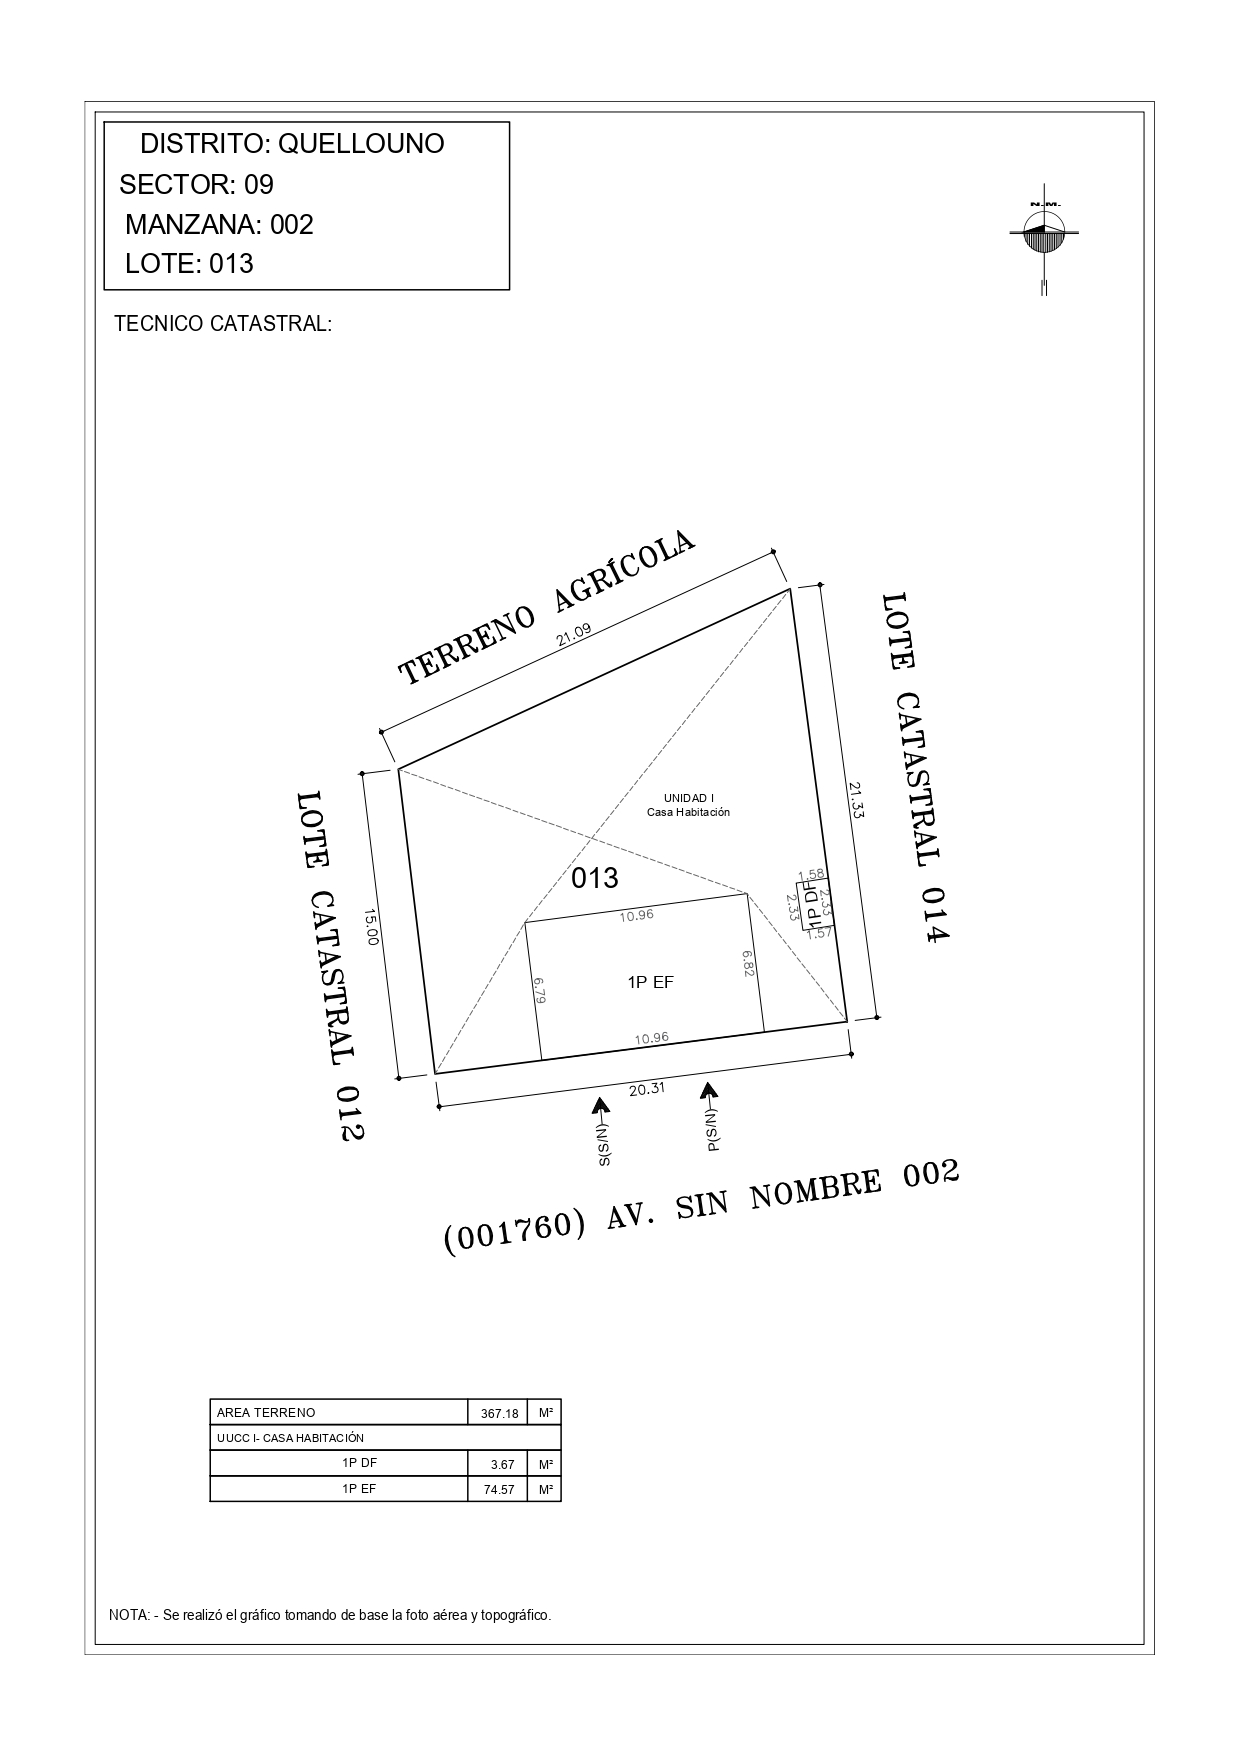 DISTRITO: QUELLOUNO
SECTOR: 09
MANZANA: 002
LOTE: 013
N.M.
TECNICO CATASTRAL:
TERRENO AGRÍCOLA
21.09
LOTE CATASTRAL 014
21.33
UNIDAD I
Casa Habitación
LOTE CATASTRAL 012
15.00
013
1.58
2.33
1P DF
2.33
1.57
10.96
6.79
1P EF
6.82
10.96
20.31
S(S/N)
P(S/N)
(001760) AV. SIN NOMBRE 002
AREA TERRENO 367.18 M²
UUCC I- CASA HABITACIÓN
1P DF 3.67 M²
1P EF 74.57 M²
NOTA: - Se realizó el gráfico tomando de base la foto aérea y topográfico.